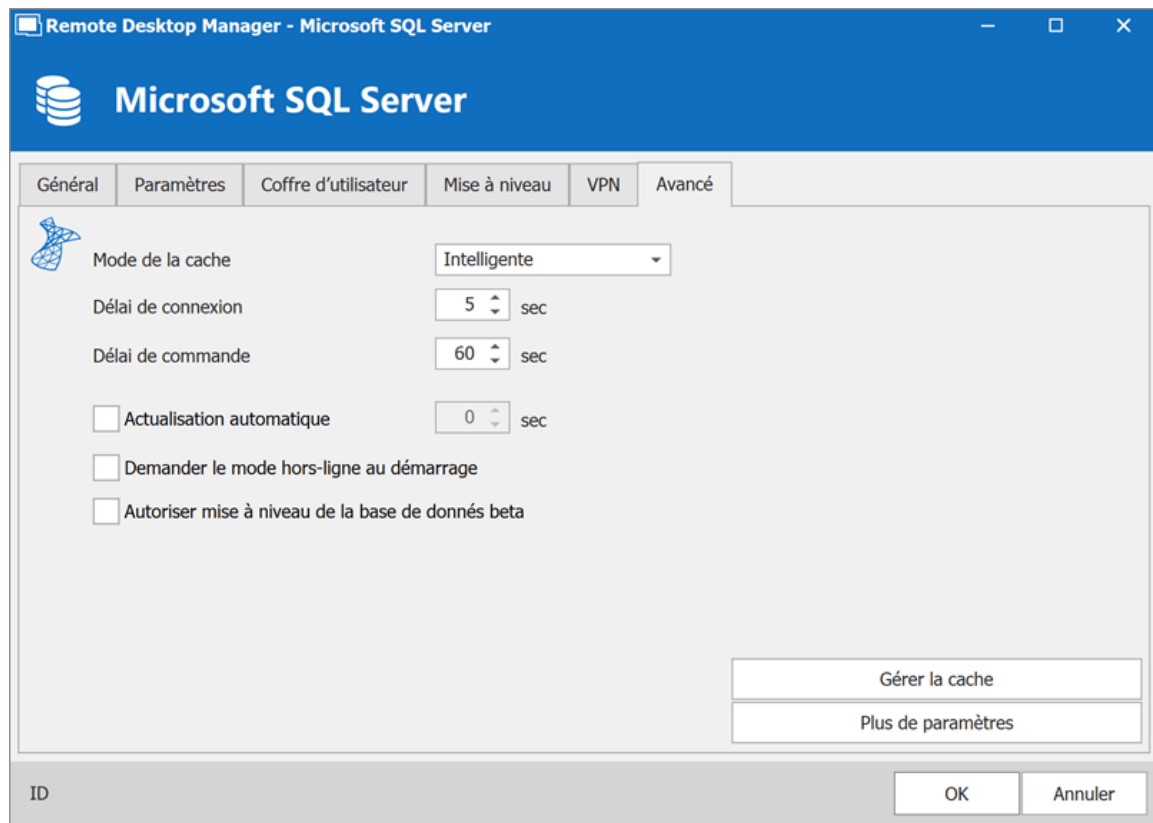 Remote Desktop Manager - Microsoft SQL Server
Microsoft SQL Server
Général Paramètres Coffre d'utilisateur Mise à niveau VPN Avancé
Mode de la cache Intelligente
Délai de connexion 5 sec
Délai de commande 60 sec
Actualisation automatique 0 sec
Demander le mode hors-ligne au démarrage
Autoriser mise à niveau de la base de donnés beta
Gérer la cache
Plus de paramètres
ID OK Annuler